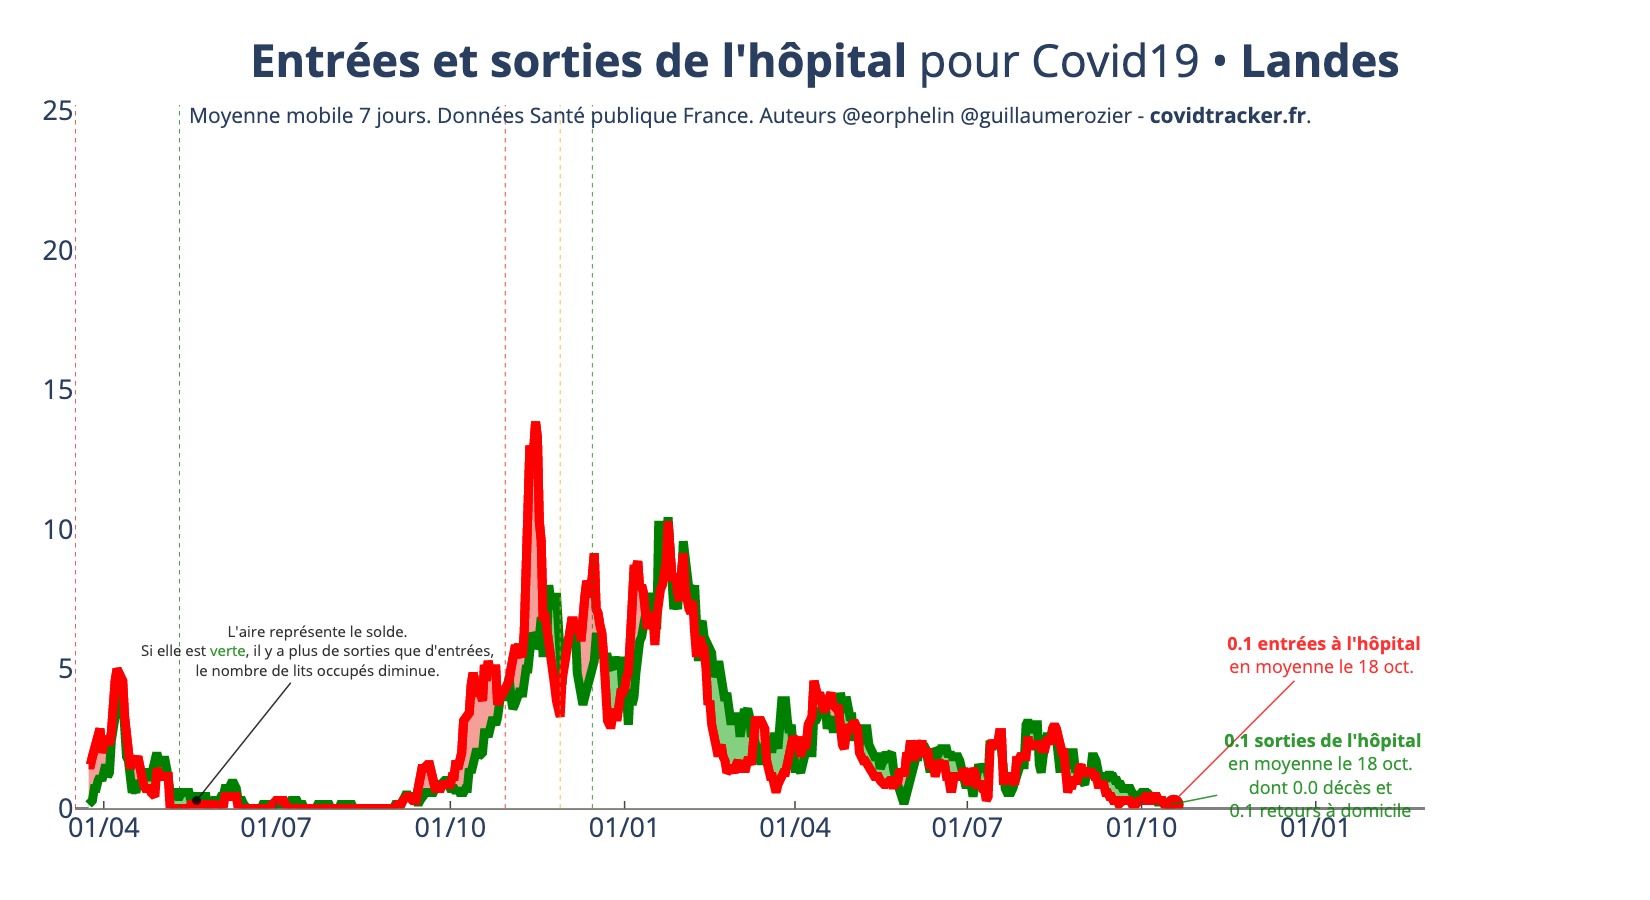 Entrées et sorties de l'hôpital pour Covid19 • Landes
Moyenne mobile 7 jours. Données Santé publique France. Auteurs @eorphelin @guillaumerozier - covidtracker.fr.
25
20
15
10
5
0
L'aire représente le solde.
Si elle est verte, il y a plus de sorties que d'entrées,
le nombre de lits occupés diminue.
0.1 entrées à l'hôpital
en moyenne le 18 oct.
0.1 sorties de l'hôpital
en moyenne le 18 oct.
dont 0.0 décès et
0.1 retours à domicile
01/04
01/07
01/10
01/01
01/04
01/07
01/10
01/01